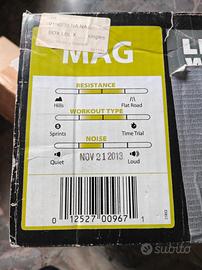 MAG
LI
RESISTANCE
Hills Flat Road
WORKOUT TYPE
Sprints Time Trial
NOISE
Quiet Loud
NOV 21 2013
0 12527 00967 1
subito